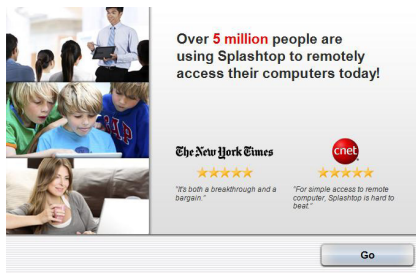 Over 5 million people are
using Splashtop to remotely
access their computers today!
The New York Times
cnet
"It's both a breakthrough and a
bargain."
"For simple access to remote
computer, Splashtop is hard to
beat."
GAP
Go